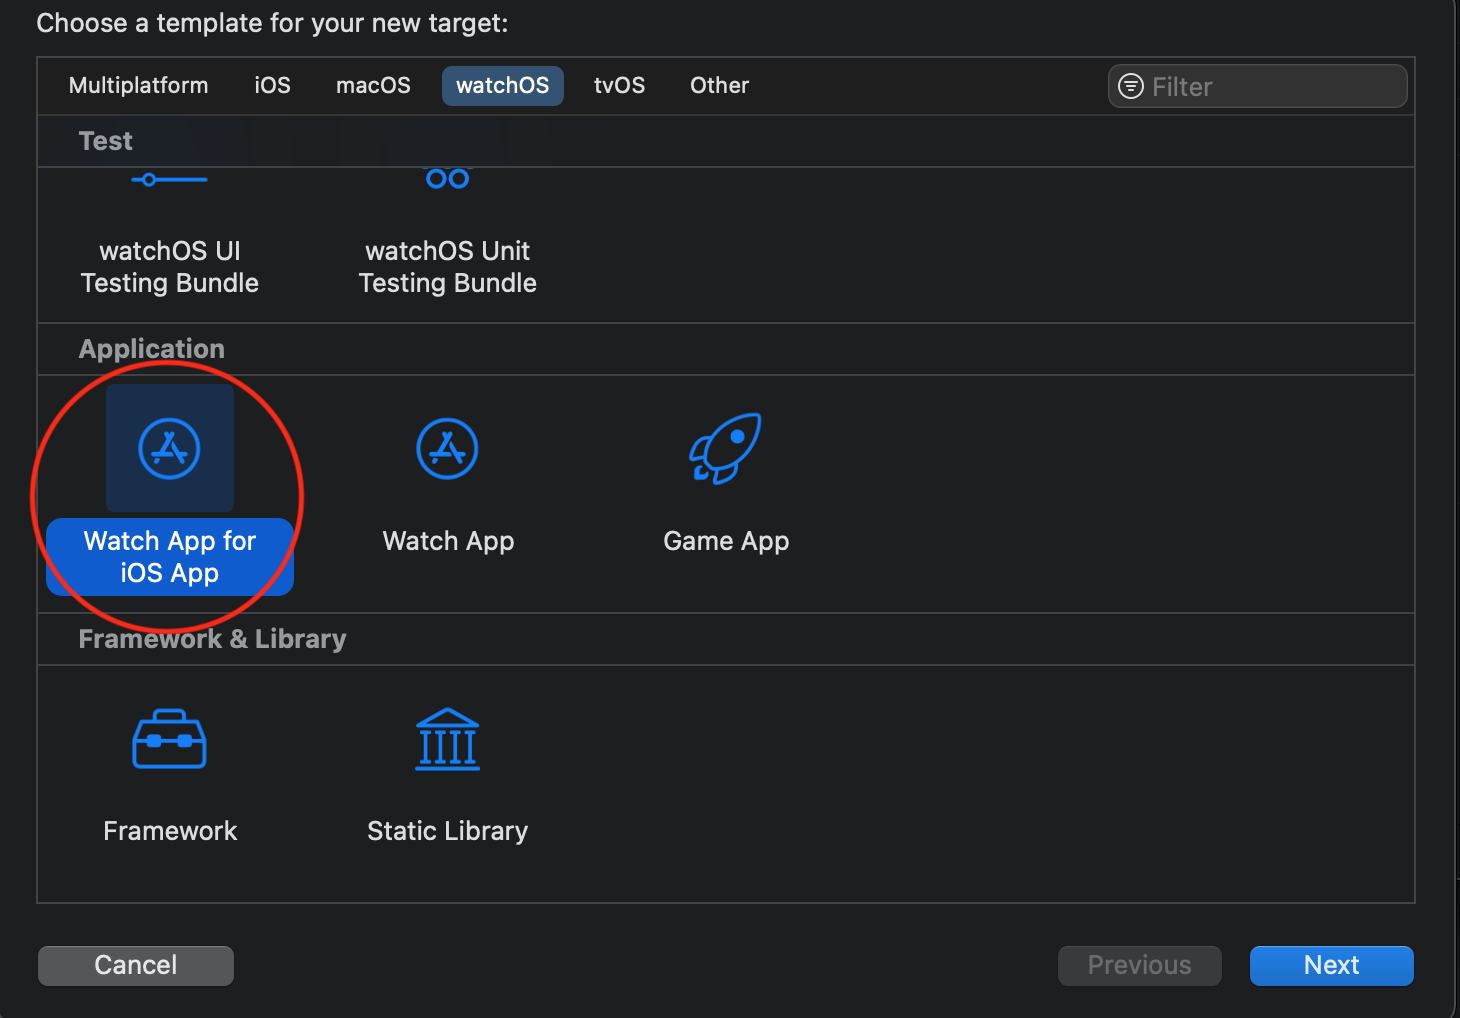 Choose a template for your new target:
Multiplatform iOS macOS watchOS tvOS Other Filter
Test
watchOS UI
Testing Bundle
watchOS Unit
Testing Bundle
Application
Watch App for
iOS App
Watch App
Game App
Framework & Library
Framework
Static Library
Cancel
Previous
Next